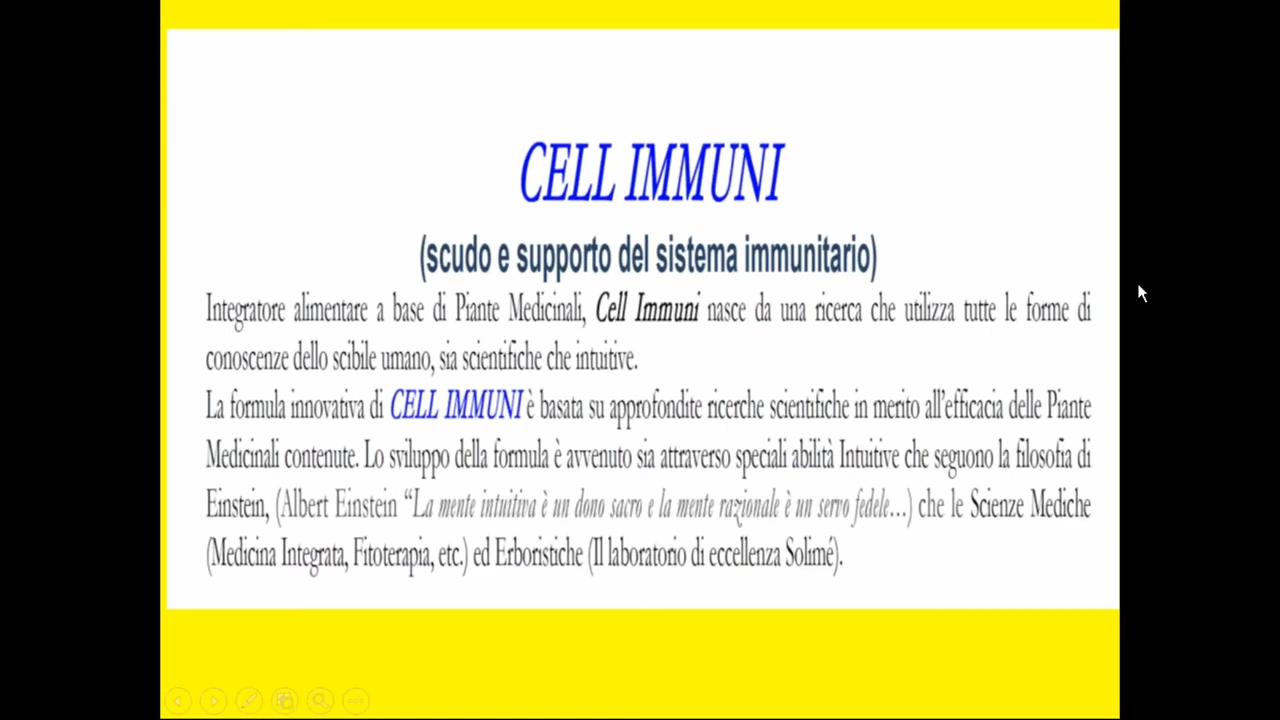 CELL IMMUNI
(scudo e supporto del sistema immunitario)
Integratore alimentare a base di Piante Medicinali, Cell Immuni nasce da una ricerca che utilizza tutte le forme di
conoscenze dello scibile umano, sia scientifiche che intuitive.
La formula innovativa di CELL IMMUNI è basata su approfondite ricerche scientifiche in merito all'efficacia delle Piante
Medicinali contenute. Lo sviluppo della formula è avvenuto sia attraverso speciali abilità Intuitive che seguono la filosofia di
Einstein, (Albert Einstein “La mente intuitiva è un dono sacro e la mente razionale è un servo fedele…) che le Scienze Mediche
(Medicina Integrata, Fitoterapia, etc.) ed Erboristiche (Il laboratorio di eccellenza Solimé).